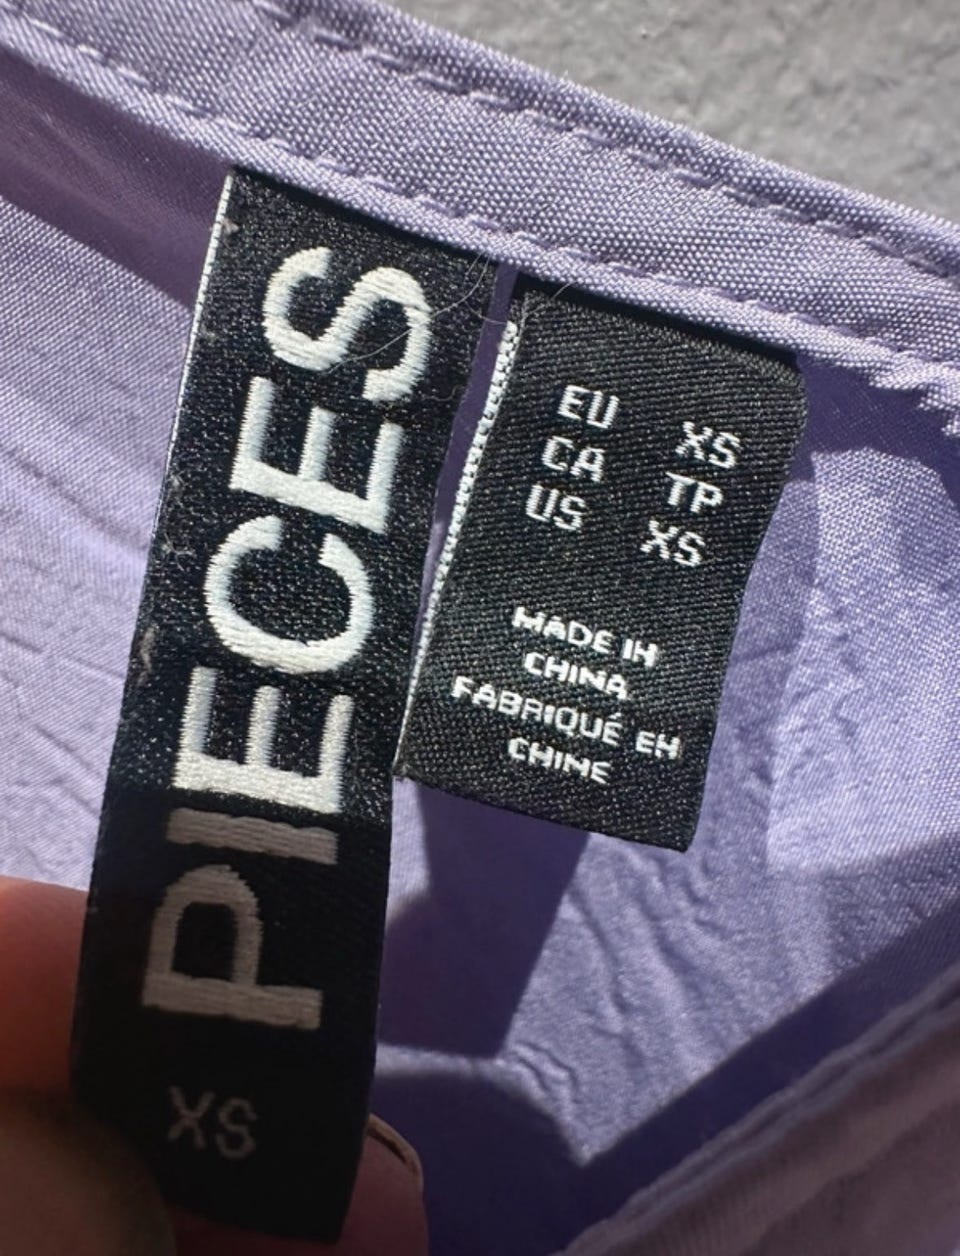 PIECES
XS
EU XS
CA TP
US XS
MADE IN
CHINA
FABRIQUÉ EN
CHINE